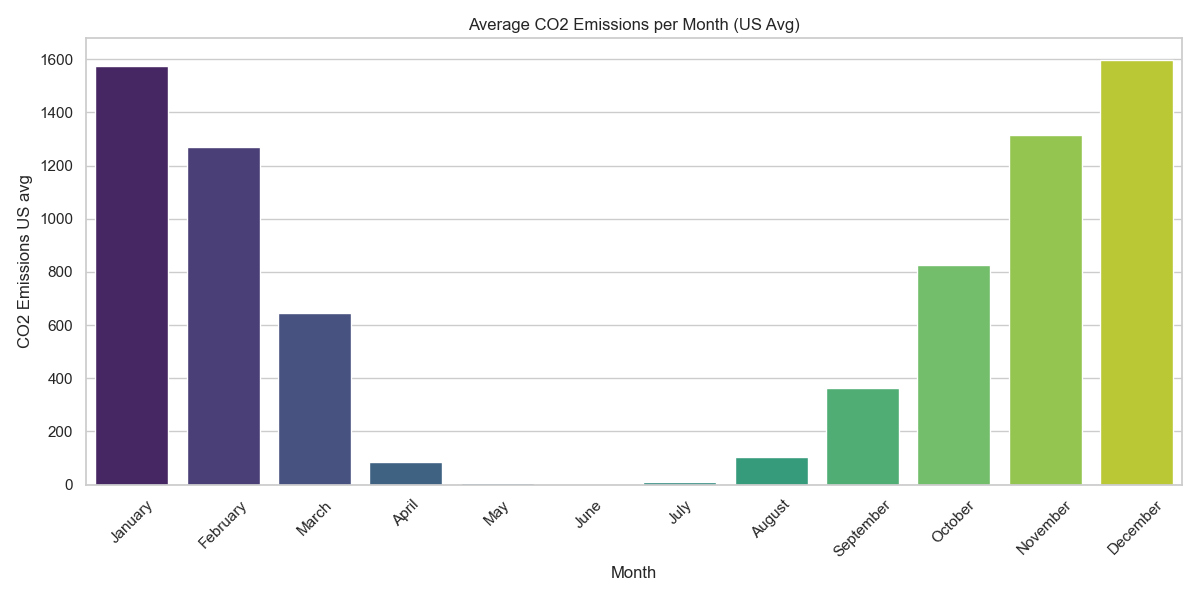 Average CO2 Emissions per Month (US Avg)
CO2 Emissions US avg
1600
1400
1200
1000
800
600
400
200
0
January
February
March
April
May
June
July
August
September
October
November
December
Month